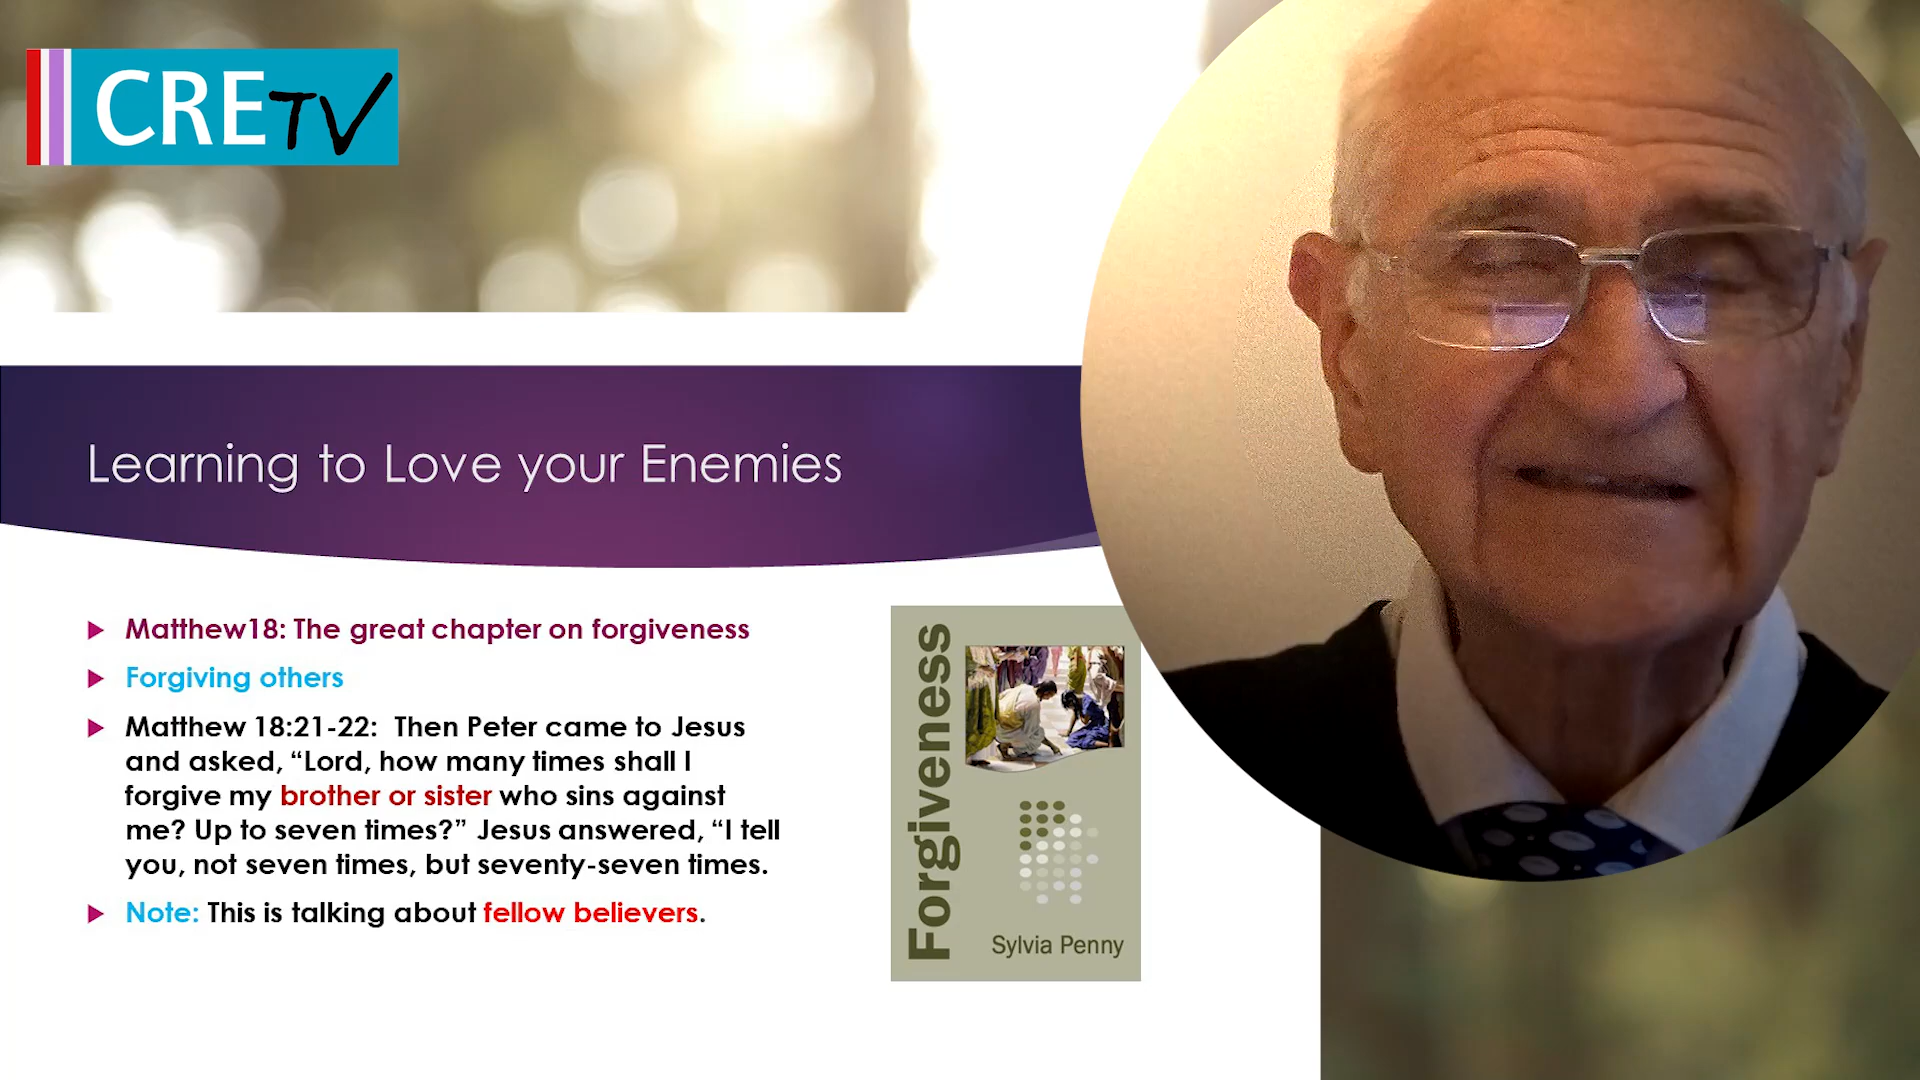 CRE TV
Learning to Love your Enemies
Matthew18: The great chapter on forgiveness
Forgiving others
Matthew 18:21-22:  Then Peter came to Jesus
and asked, “Lord, how many times shall I
forgive my brother or sister who sins against
me? Up to seven times?” Jesus answered, “I tell
you, not seven times, but seventy-seven times.
Note: This is talking about fellow believers.
Forgiveness
Sylvia Penny